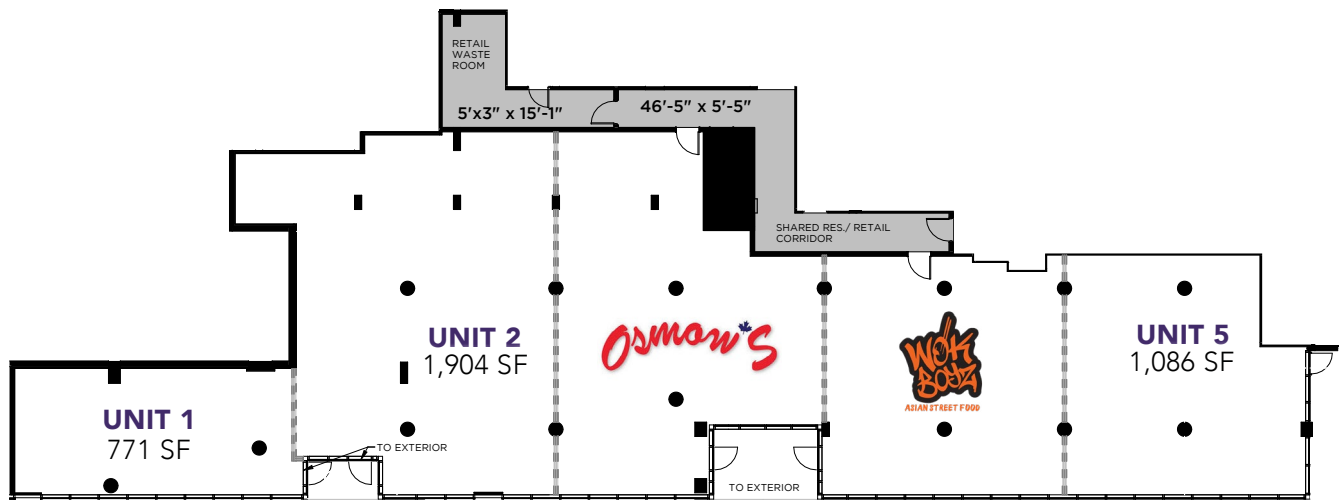 RETAIL
WASTE
ROOM
5'x3" x 15'-1"
46'-5" x 5'-5"
SHARED RES./ RETAIL
CORRIDOR
UNIT 2
1,904 SF
Osmow's
WOK
BOYZ
ASIAN STREET FOOD
UNIT 5
1,086 SF
UNIT 1
771 SF
TO EXTERIOR
TO EXTERIOR